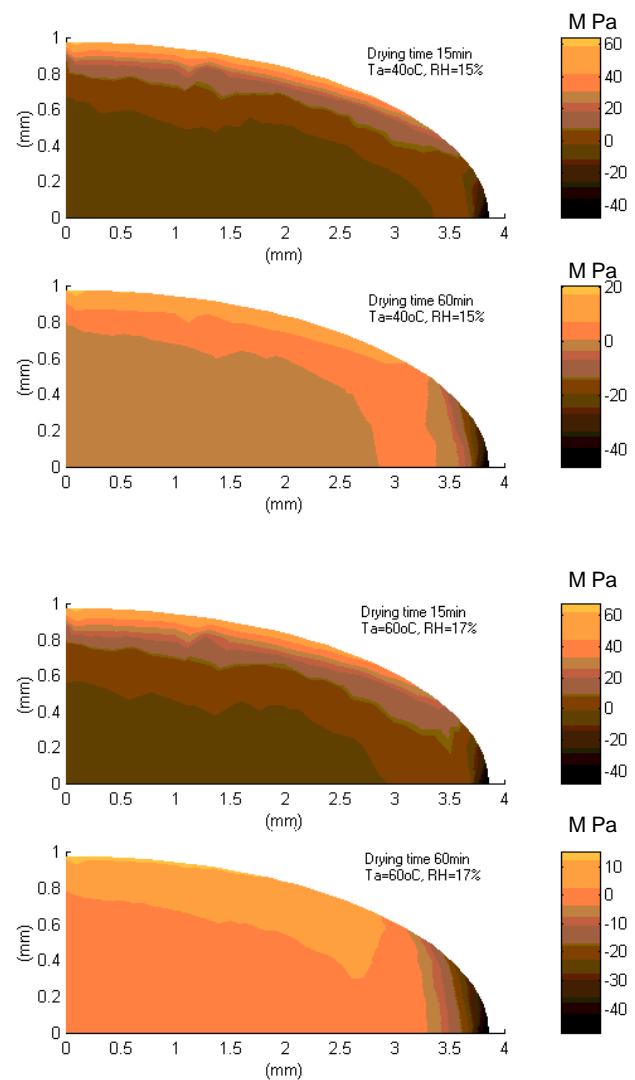 M Pa
Drying time 15min
Ta=40oC, RH=15%
1
0.8
0.6
0.4
0.2
0
(mm)
0 0.5 1 1.5 2 2.5 3 3.5 4
(mm)
60
40
20
0
-20
-40
M Pa
Drying time 60min
Ta=40oC, RH=15%
1
0.8
0.6
0.4
0.2
0
(mm)
0 0.5 1 1.5 2 2.5 3 3.5 4
(mm)
20
0
-20
-40
M Pa
Drying time 15min
Ta=60oC, RH=17%
1
0.8
0.6
0.4
0.2
0
(mm)
0 0.5 1 1.5 2 2.5 3 3.5 4
(mm)
60
40
20
0
-20
-40
M Pa
Drying time 60min
Ta=60oC, RH=17%
1
0.8
0.6
0.4
0.2
0
(mm)
0 0.5 1 1.5 2 2.5 3 3.5 4
(mm)
10
0
-10
-20
-30
-40